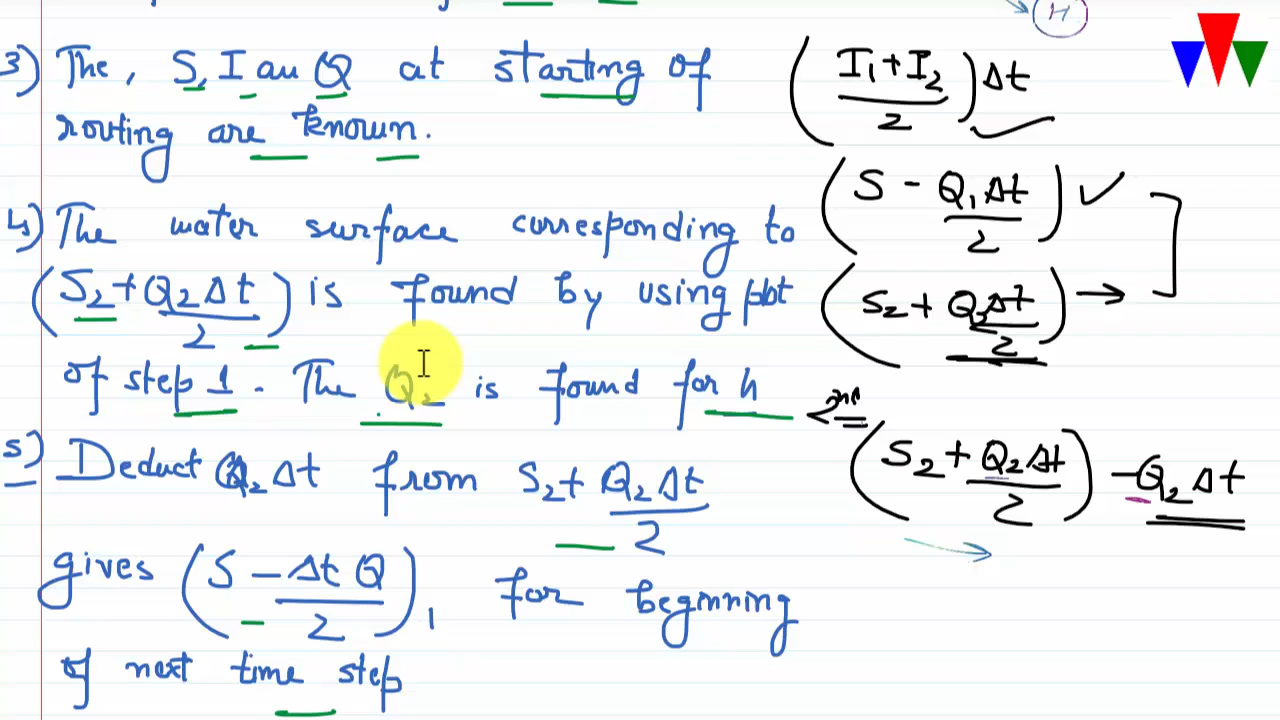 H
3) The, S, I au Q at starting of
routing are known.
4) The water surface corresponding to
(S₂ + Q₂Δt/2) is found by using plot
of step 1. The Q₂ is found for h
5) Deduct Q₂Δt from S₂ + Q₂Δt/2
gives (S - Δt Q/2)₁ for beginning
of next time step
(I₁+I₂/2)Δt ✓
(S - Q₁Δt/2) ✓
(S₂ + Q₂Δt/2) →
2nd
(S₂ + Q₂Δt/2) - Q₂Δt